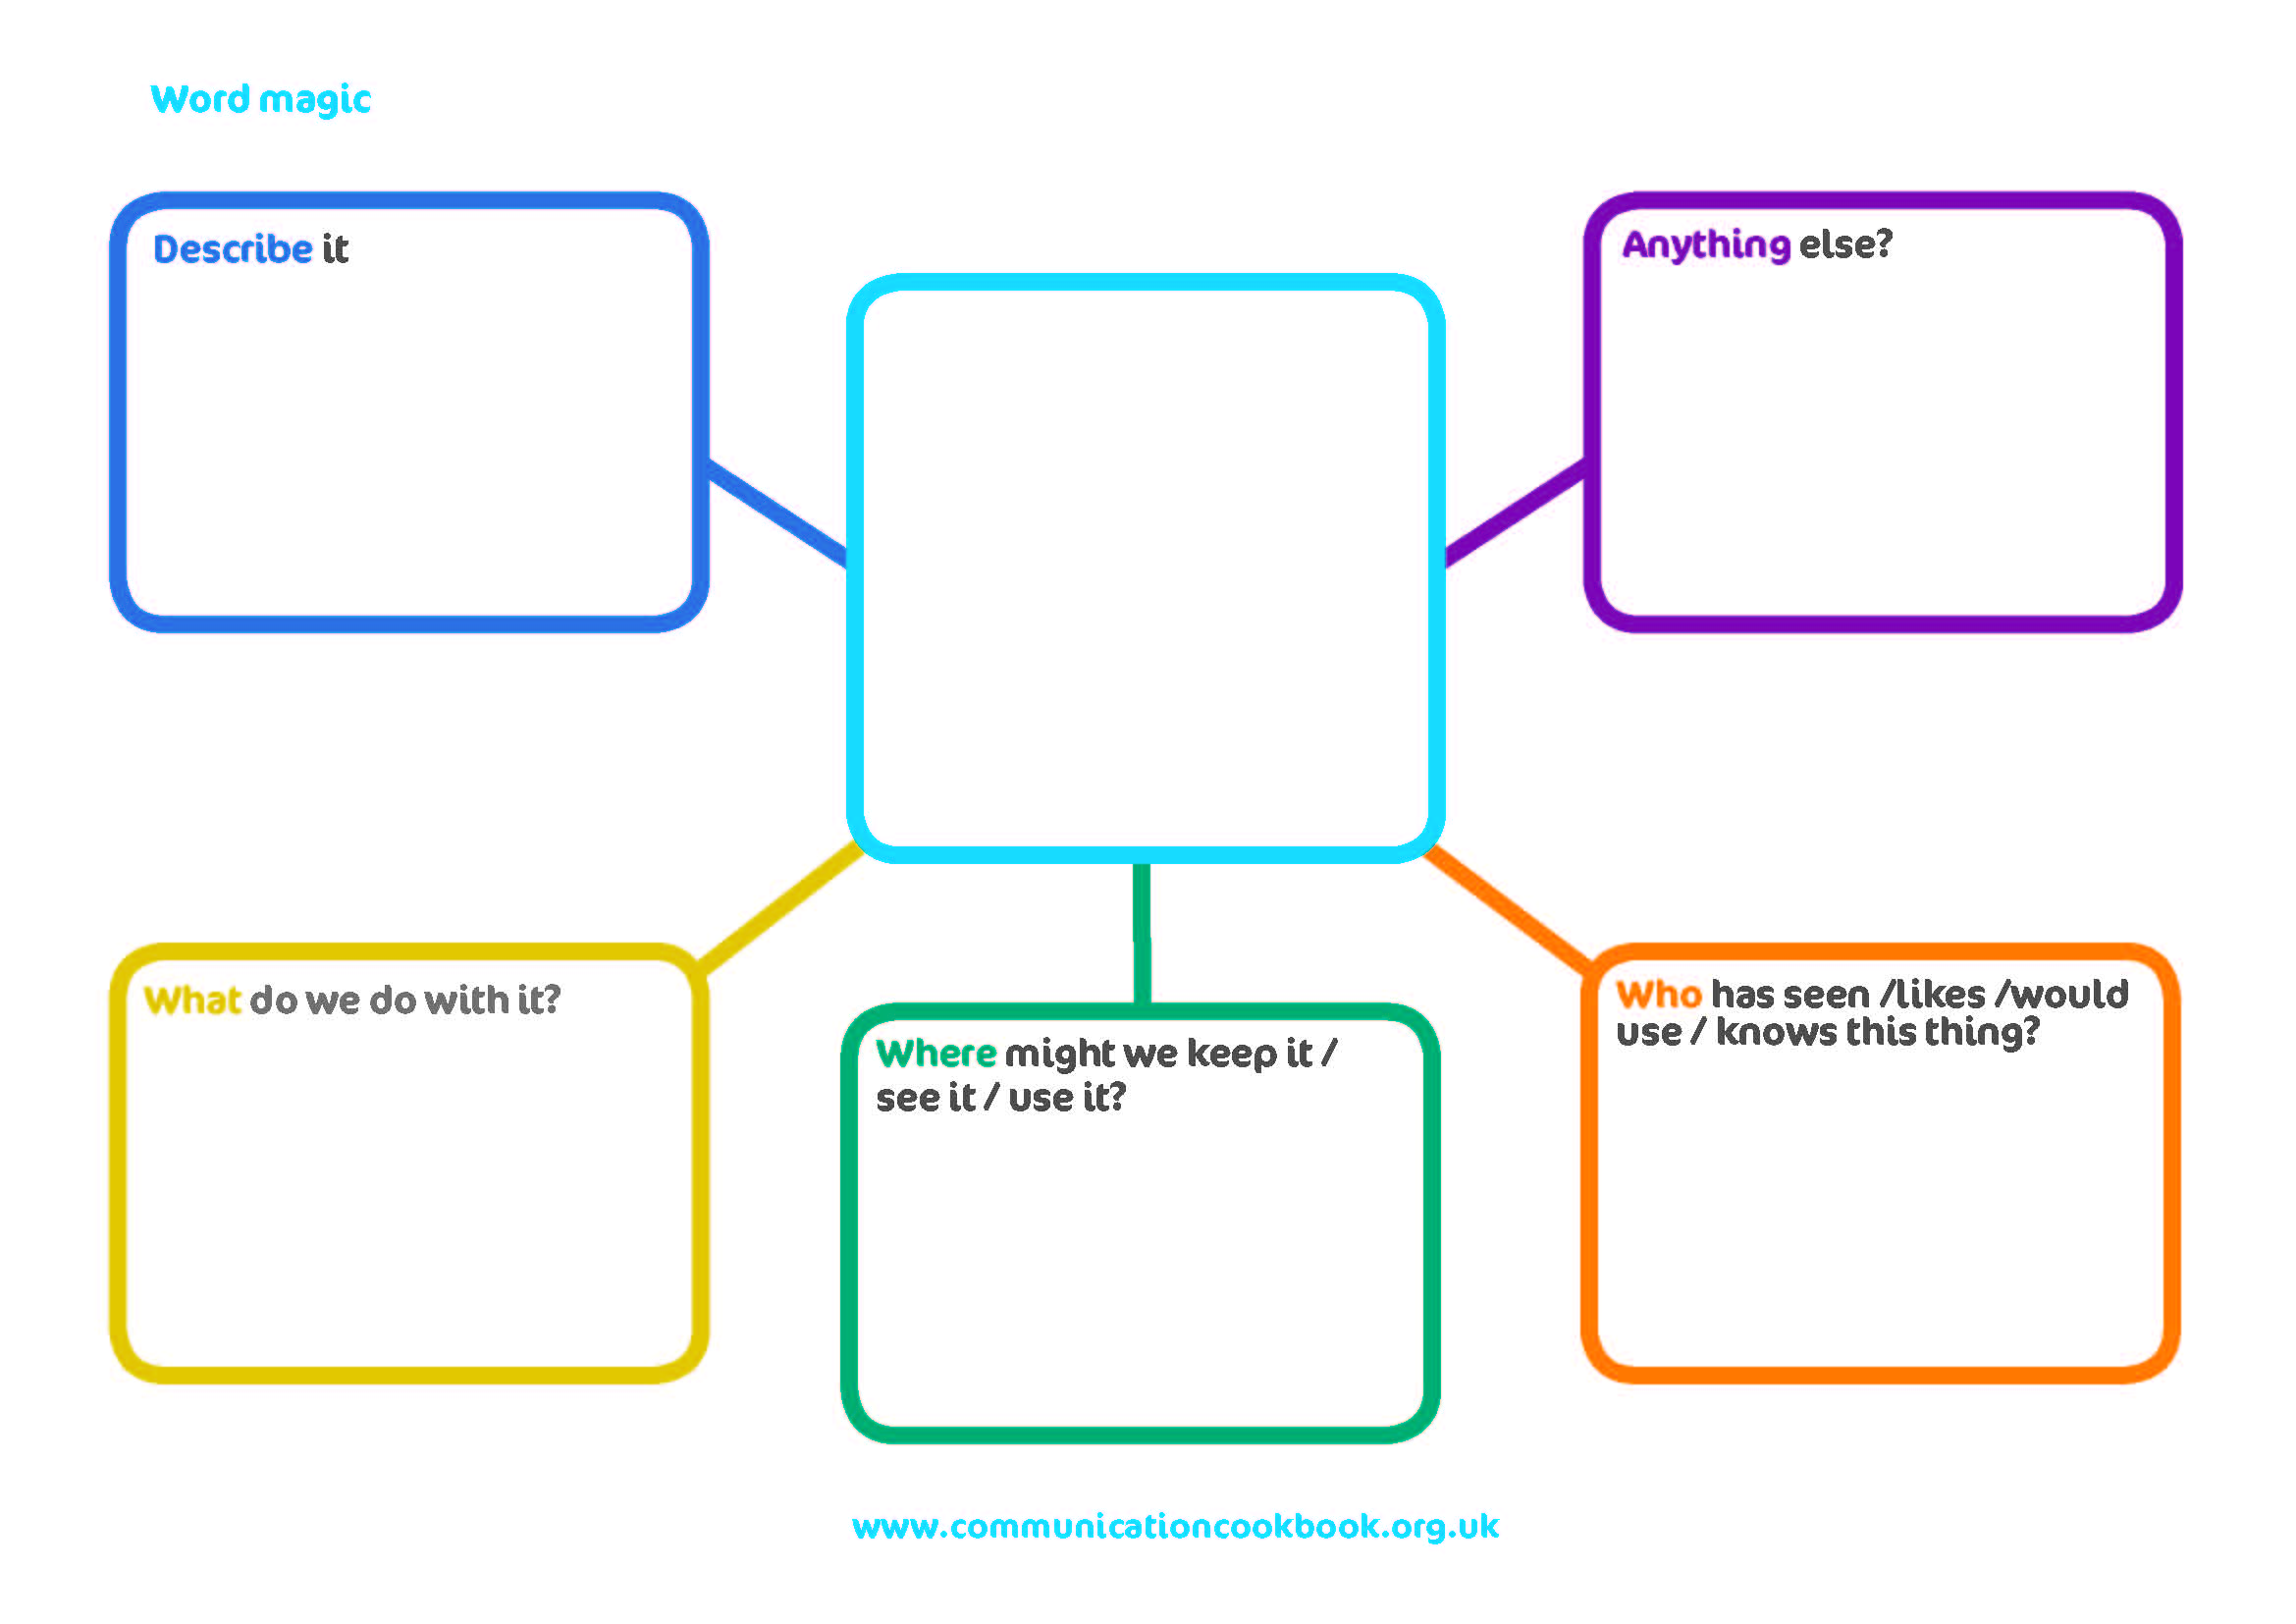 Word magic
Describe it
Anything else?
What do we do with it?
Where might we keep it /
see it / use it?
Who has seen /likes /would
use / knows this thing?
www.communicationcookbook.org.uk